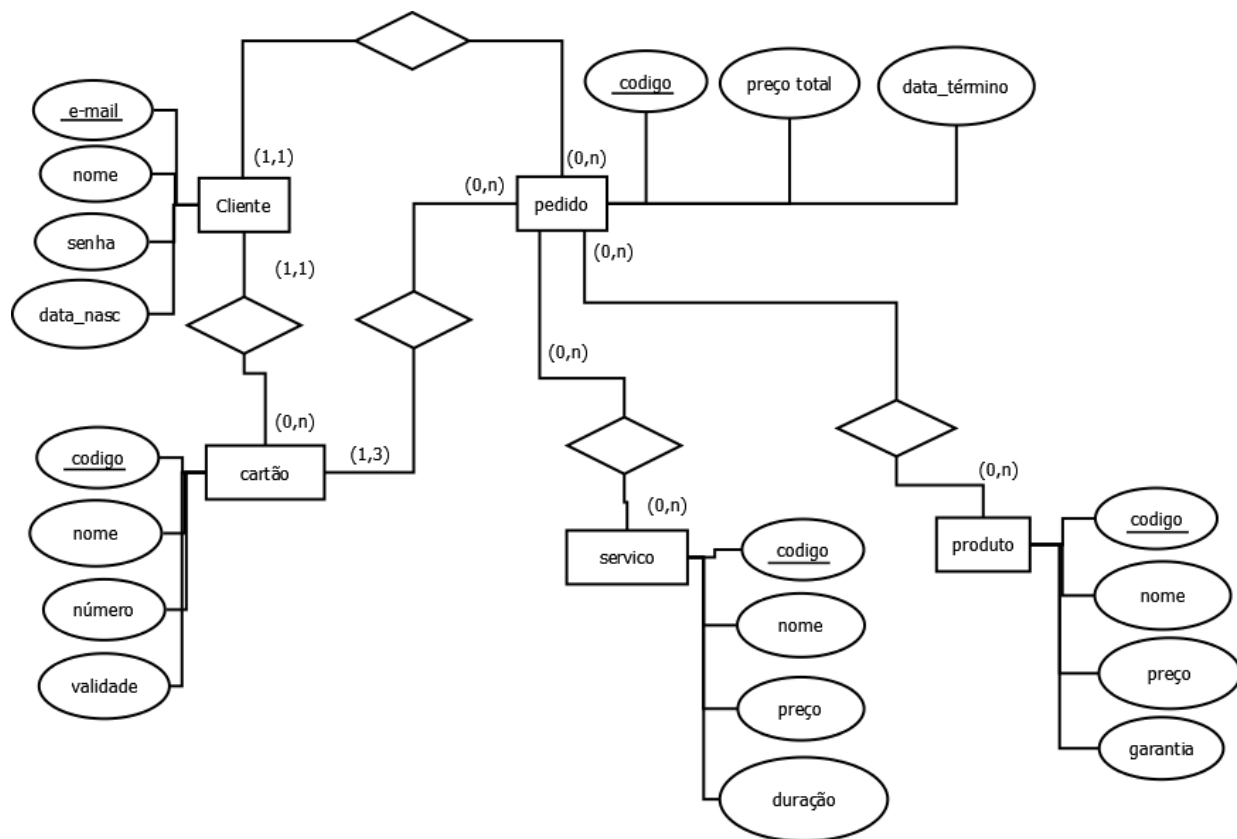 codigo
preço total
data_término
e-mail
(1,1)
(0,n)
nome
(0,n)
Cliente
pedido
senha
(0,n)
(1,1)
data_nasc
(0,n)
(0,n)
codigo
(1,3)
cartão
(0,n)
(0,n)
nome
codigo
produto
codigo
servico
número
nome
nome
validade
preço
preço
garantia
duração